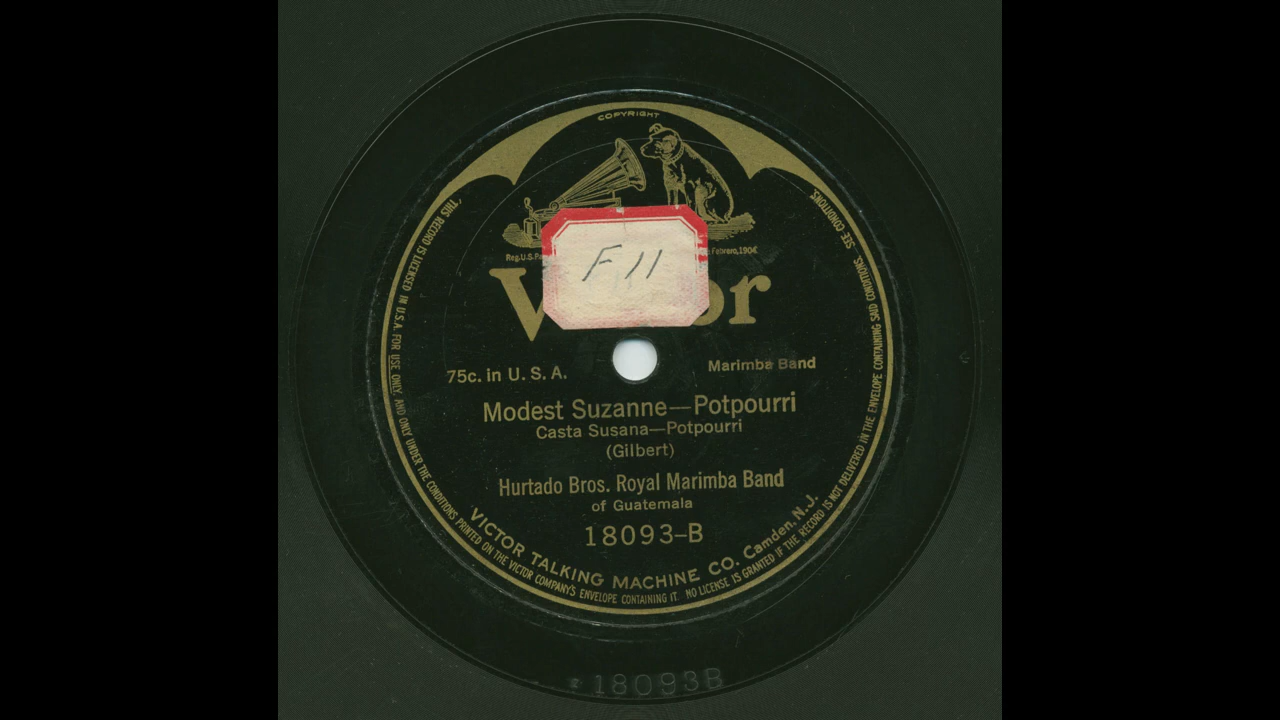 COPYRIGHT
Reg.U.S.Pa
Febrero,1904
F 11
75c. in U. S. A.
Marimba Band
Modest Suzanne—Potpourri
Casta Susana—Potpourri
(Gilbert)
Hurtado Bros. Royal Marimba Band
of Guatemala
18093-B
VICTOR TALKING MACHINE CO. Camden, N.J.
"THIS RECORD IS LICENSED IN U.S.A. FOR USE ONLY, AND ONLY UNDER THE CONDITIONS PRINTED ON THE VICTOR COMPANY'S ENVELOPE CONTAINING IT. NO LICENSE IS GRANTED IF THE RECORD IS NOT DELIVERED IN THE ENVELOPE CONTAINING SAID CONDITIONS. SEE CONDITIONS.
18093B